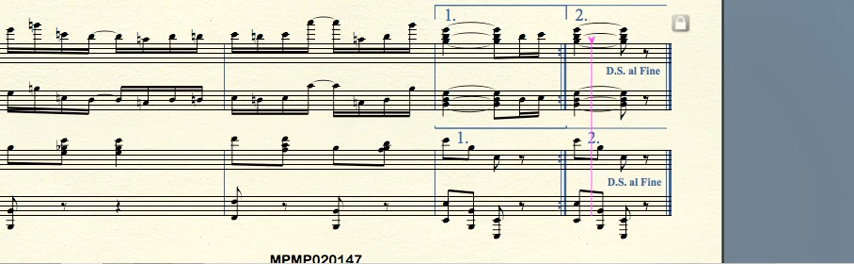 1. 2.
D.S. al Fine
1. 2.
D.S. al Fine
MPMP020147